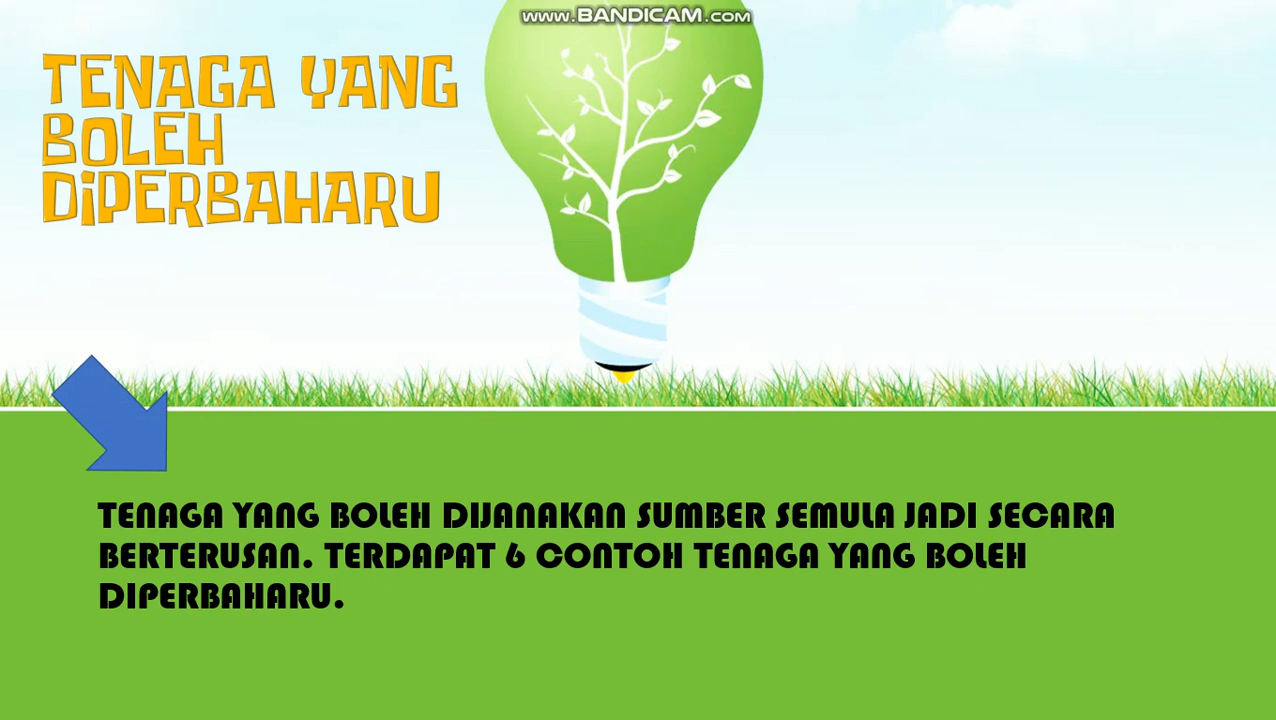 www.BANDICAM.com
TENAGA YANG
BOLEH
DIPERBAHARU
TENAGA YANG BOLEH DIJANAKAN SUMBER SEMULA JADI SECARA
BERTERUSAN. TERDAPAT 6 CONTOH TENAGA YANG BOLEH
DIPERBAHARU.